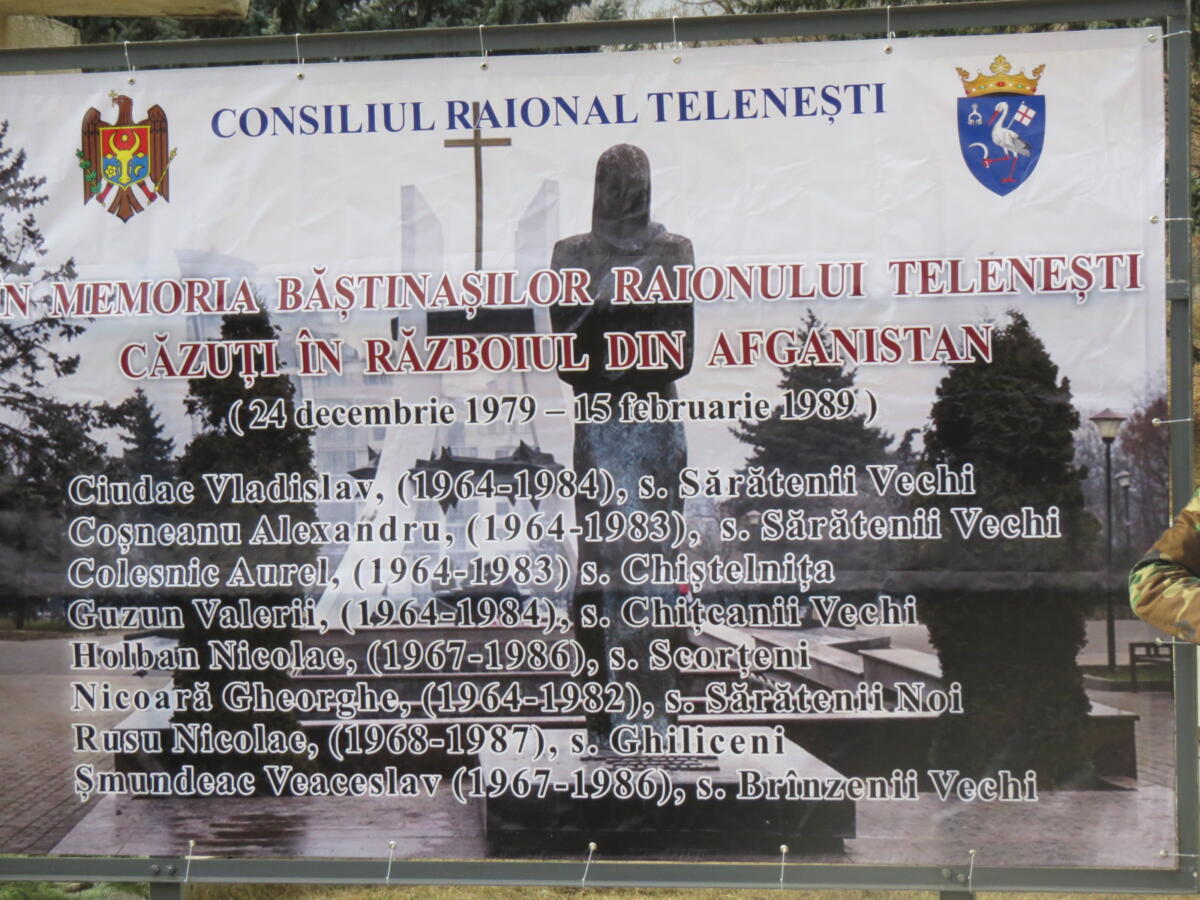 CONSILIUL RAIONAL TELENEȘTI
ÎN MEMORIA BĂȘTINAȘILOR RAIONULUI TELENEȘTI
CĂZUȚI ÎN RĂZBOIUL DIN AFGANISTAN
( 24 decembrie 1979 – 15 februarie 1989 )
Ciudac Vladislav, (1964-1984), s. Sărătenii Vechi
Coșneanu Alexandru, (1964-1983), s. Sărătenii Vechi
Colesnic Aurel, (1964-1983) s. Chiștelnița
Guzun Valerii, (1964-1984), s. Chițcanii Vechi
Holban Nicolae, (1967-1986), s. Scorțeni
Nicoară Gheorghe, (1964-1982), s. Sărătenii Noi
Rusu Nicolae, (1968-1987), s. Ghiliceni
Șmundeac Veaceslav (1967-1986), s. Brînzenii Vechi